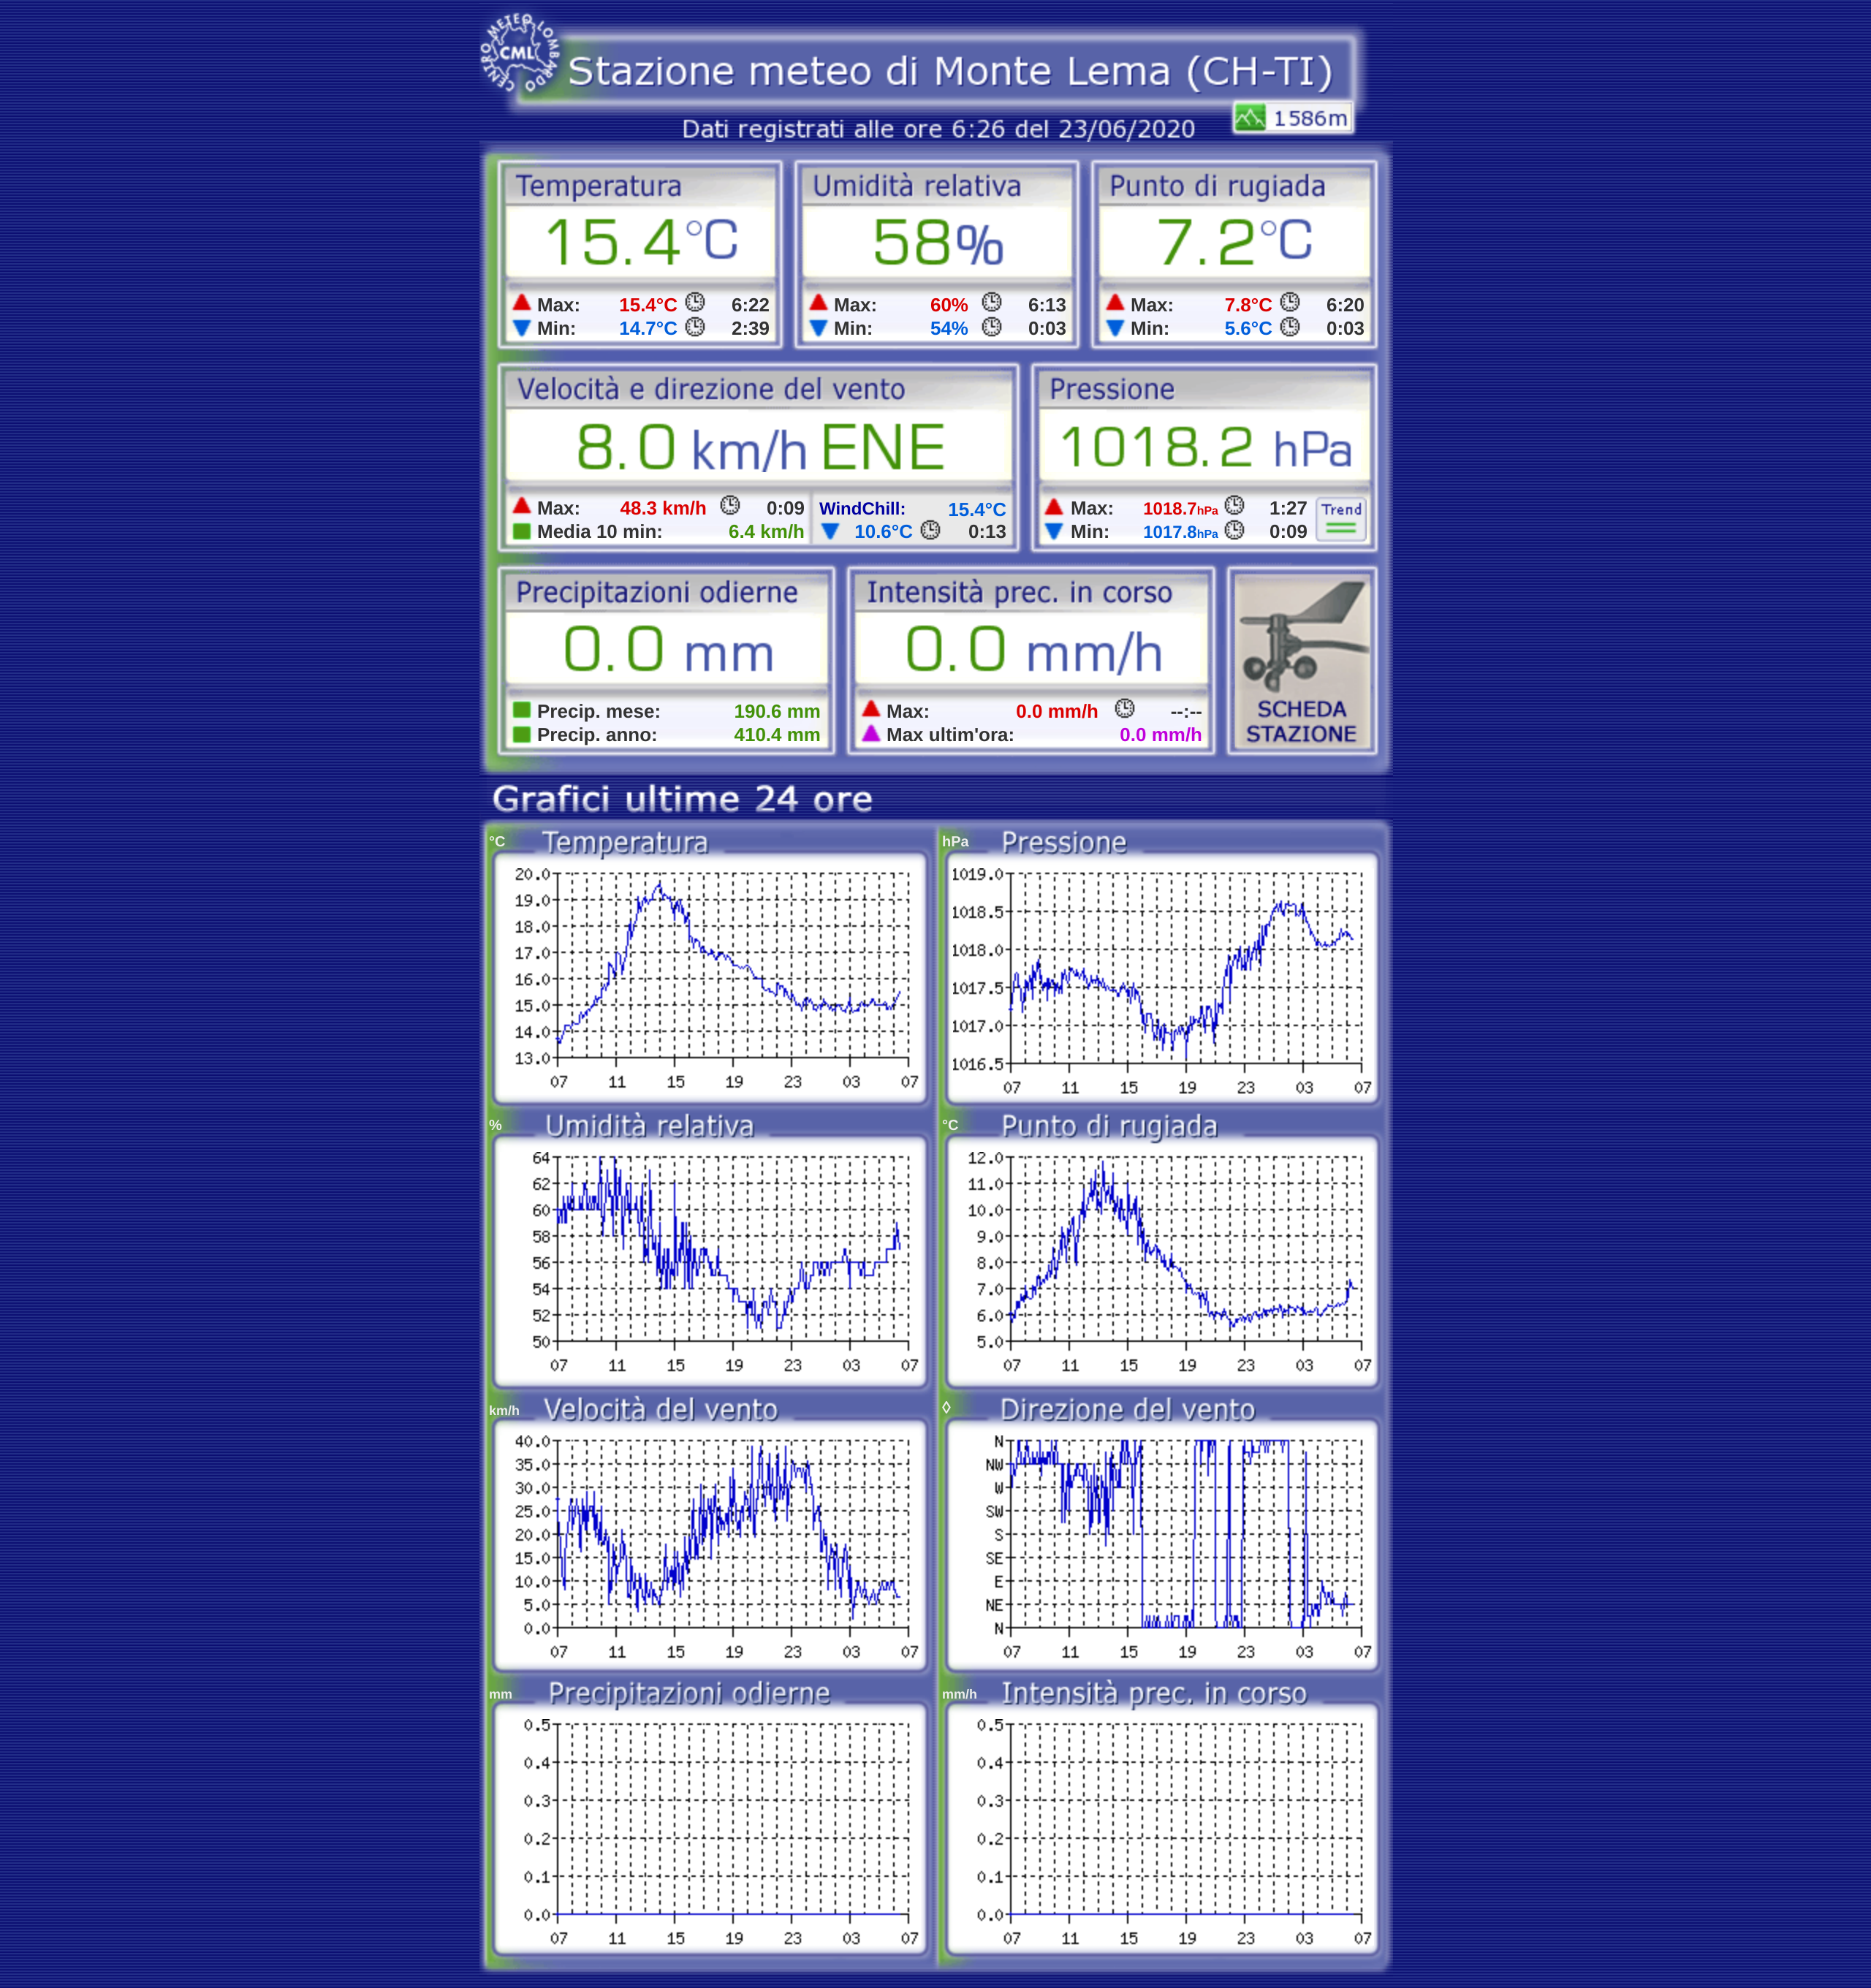 CENTRO METEO LOMBARDO
CML
Stazione meteo di Monte Lema (CH-TI)
1586m
Dati registrati alle ore 6:26 del 23/06/2020
Temperatura
15.4°C
Max: 15.4°C 6:22
Min: 14.7°C 2:39
Umidità relativa
58%
Max: 60% 6:13
Min: 54% 0:03
Punto di rugiada
7.2°C
Max: 7.8°C 6:20
Min: 5.6°C 0:03
Velocità e direzione del vento
8.0 km/h ENE
Max: 48.3 km/h 0:09
Media 10 min: 6.4 km/h
WindChill: 15.4°C
10.6°C 0:13
Pressione
1018.2 hPa
Max: 1018.7hPa 1:27
Min: 1017.8hPa 0:09
Trend
Precipitazioni odierne
0.0 mm
Precip. mese: 190.6 mm
Precip. anno: 410.4 mm
Intensità prec. in corso
0.0 mm/h
Max: 0.0 mm/h --:--
Max ultim'ora: 0.0 mm/h
SCHEDA
STAZIONE
Grafici ultime 24 ore
°C Temperatura
20.0
19.0
18.0
17.0
16.0
15.0
14.0
13.0
07 11 15 19 23 03 07
hPa Pressione
1019.0
1018.5
1018.0
1017.5
1017.0
1016.5
07 11 15 19 23 03 07
% Umidità relativa
64
62
60
58
56
54
52
50
07 11 15 19 23 03 07
°C Punto di rugiada
12.0
11.0
10.0
9.0
8.0
7.0
6.0
5.0
07 11 15 19 23 03 07
km/h Velocità del vento
40.0
35.0
30.0
25.0
20.0
15.0
10.0
5.0
0.0
07 11 15 19 23 03 07
◊ Direzione del vento
N
NW
W
SW
S
SE
E
NE
N
07 11 15 19 23 03 07
mm Precipitazioni odierne
0.5
0.4
0.3
0.2
0.1
0.0
07 11 15 19 23 03 07
mm/h Intensità prec. in corso
0.5
0.4
0.3
0.2
0.1
0.0
07 11 15 19 23 03 07